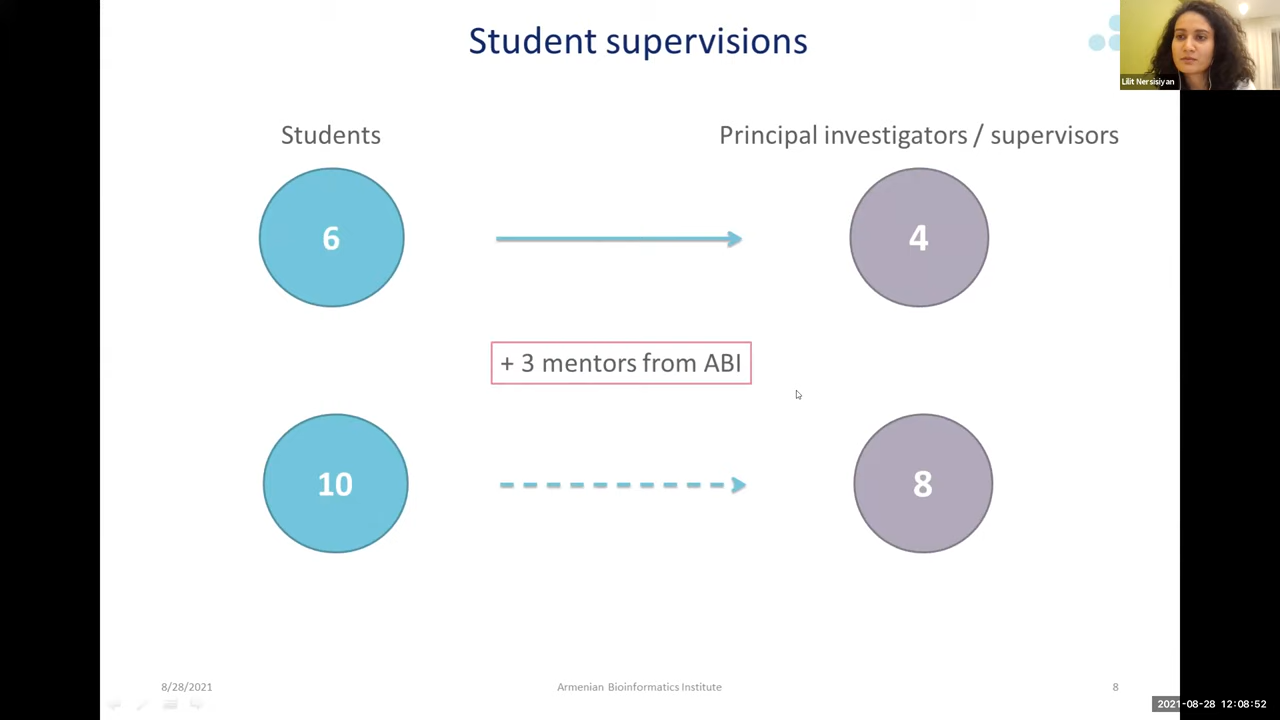 Student supervisions
Lilit Nersisiyan
Students
Principal investigators / supervisors
6
4
+ 3 mentors from ABI
10
8
8/28/2021
Armenian Bioinformatics Institute
8
2021-08-28 12:08:52